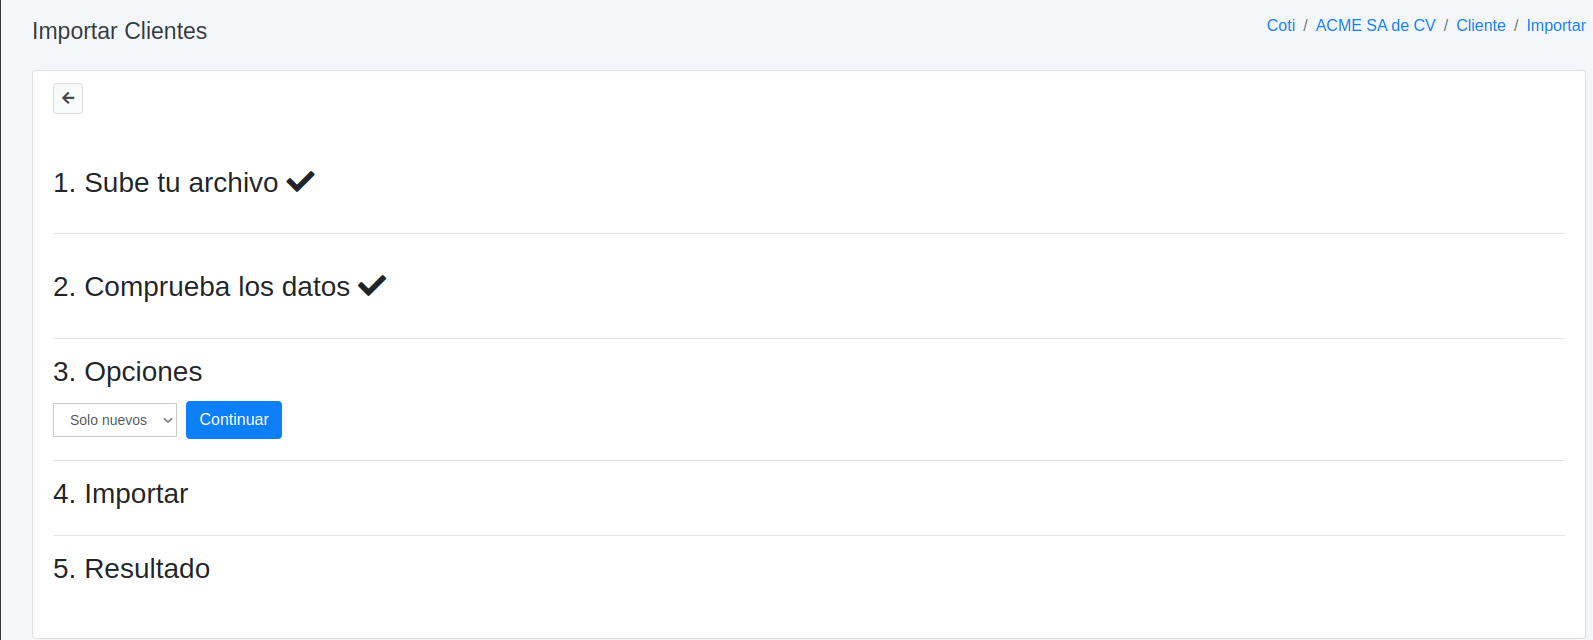 Importar Clientes
Coti / ACME SA de CV / Cliente / Importar
1. Sube tu archivo
2. Comprueba los datos
3. Opciones
Solo nuevos
Continuar
4. Importar
5. Resultado